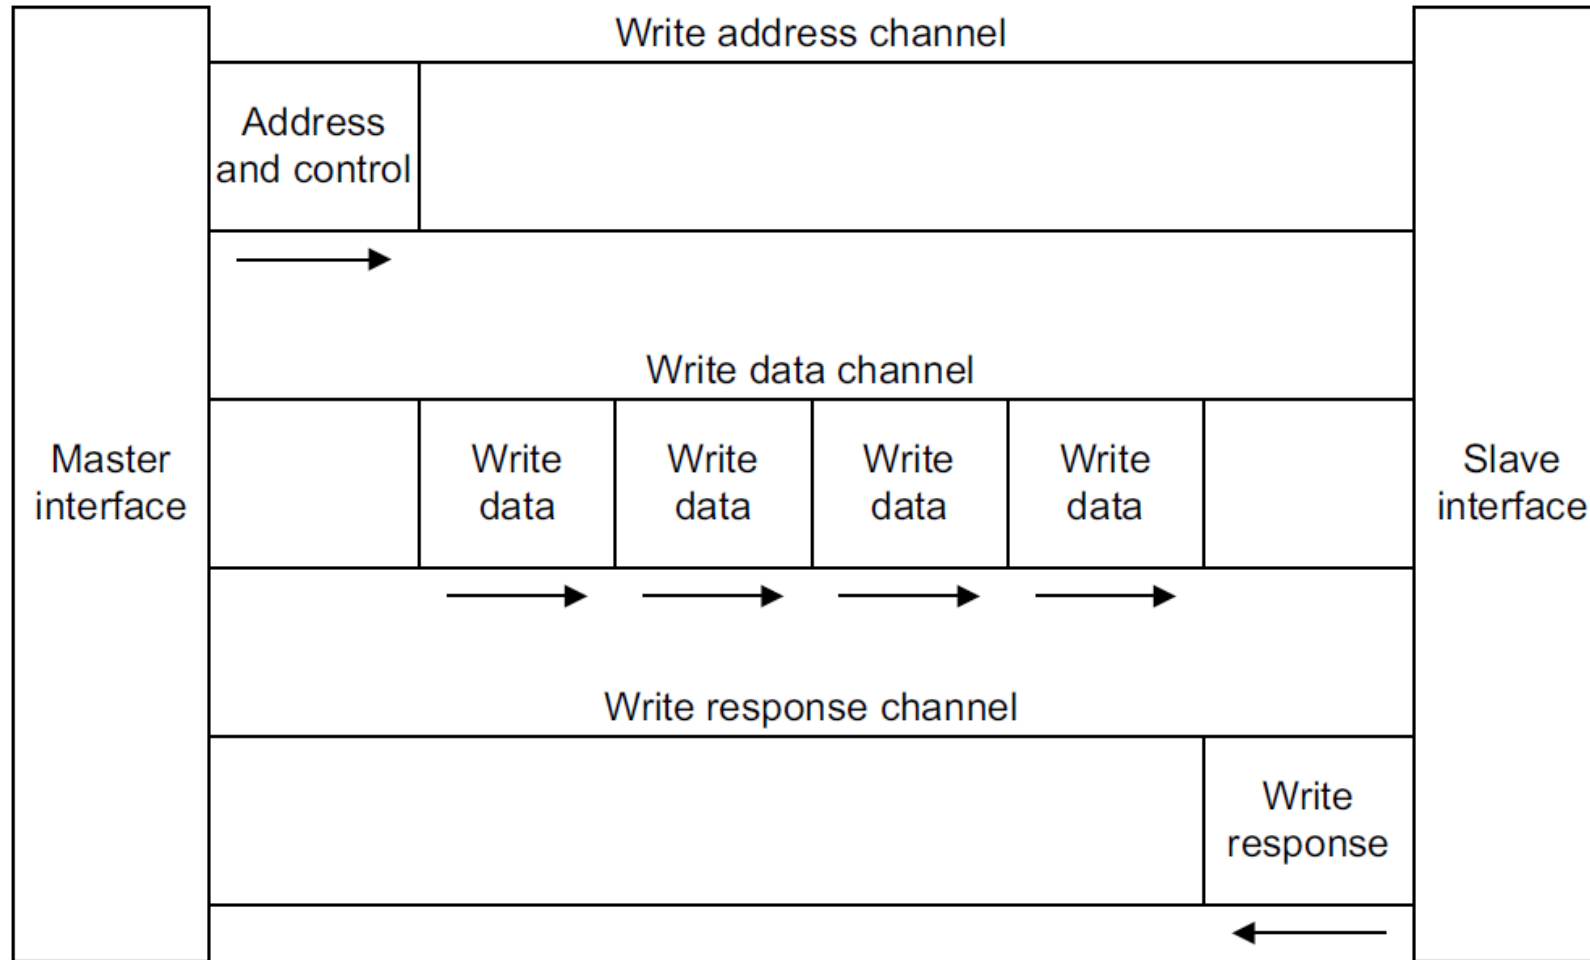 Write address channel
Address
and control
Write data channel
Master
interface
Write
data
Write
data
Write
data
Write
data
Slave
interface
Write response channel
Write
response